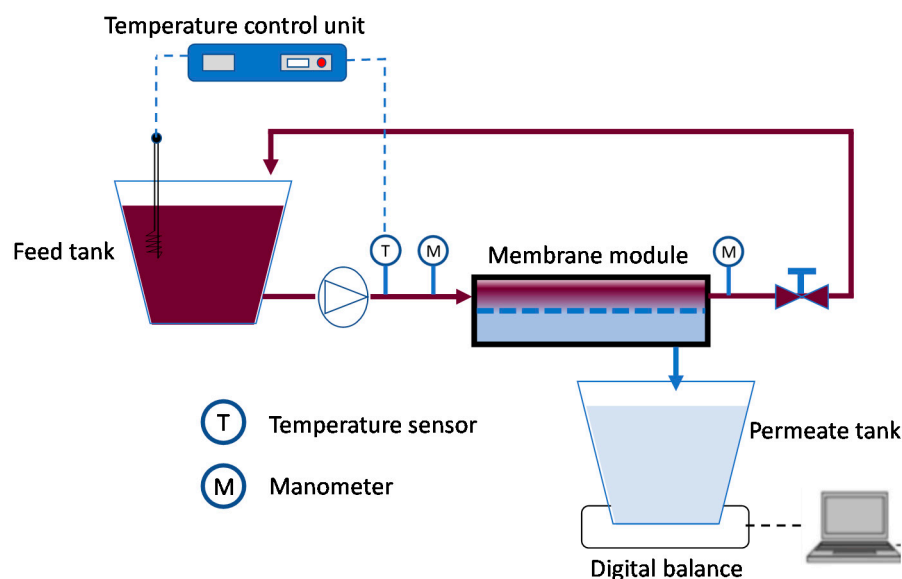 Temperature control unit
Feed tank
T
M
Membrane module
M
T
Temperature sensor
M
Manometer
Permeate tank
Digital balance